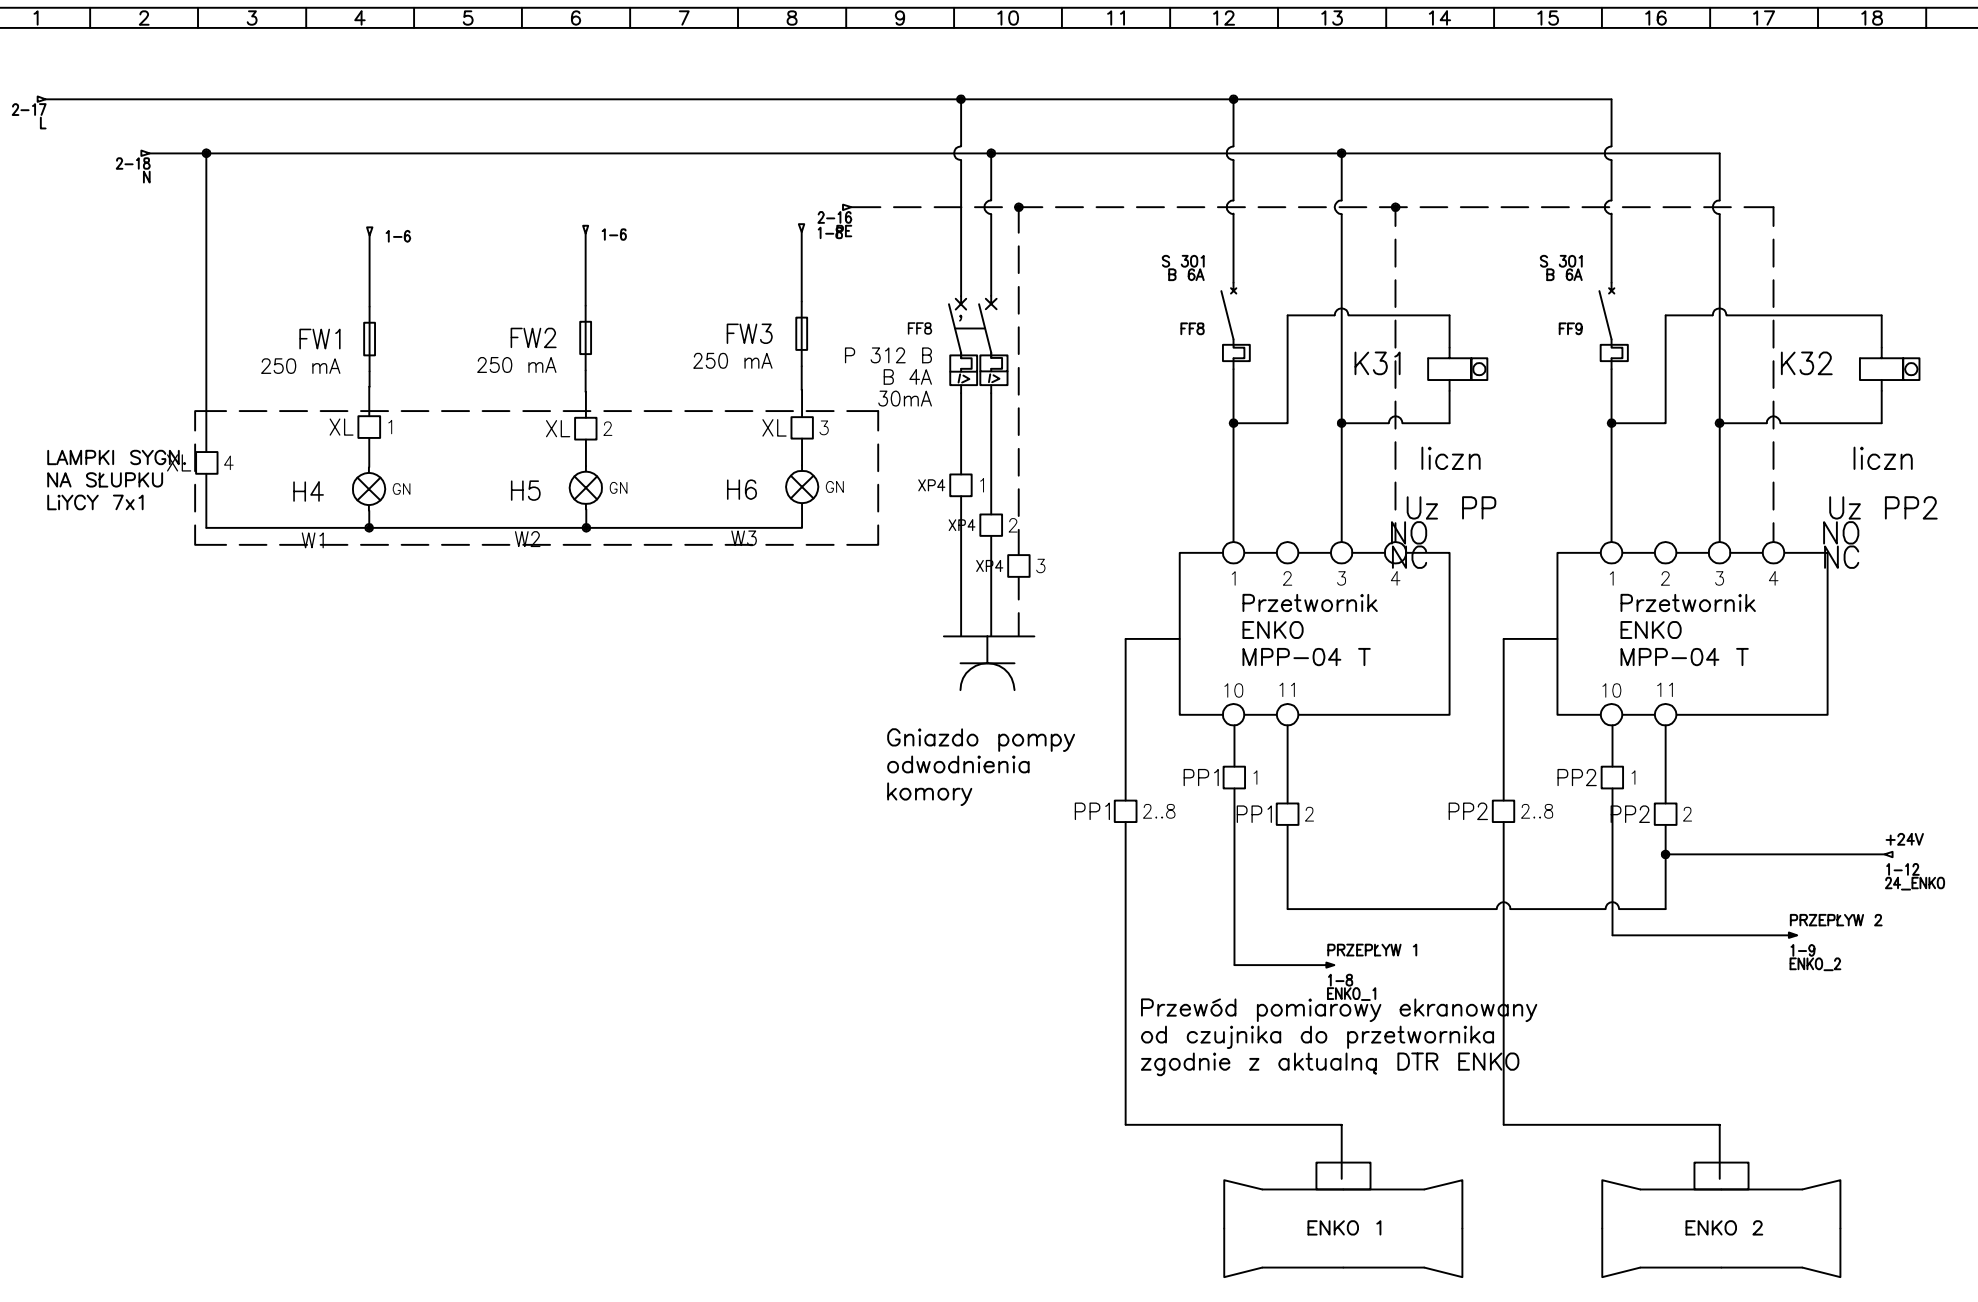 1 2 3 4 5 6 7 8 9 10 11 12 13 14 15 16 17 18
2-17
L
2-18
N
2-16
PE
1-6
1-6
1-8
FW1
250 mA
FW2
250 mA
FW3
250 mA
XL 1
XL 2
XL 3
XL 4
LAMPKI SYGN.
NA SŁUPKU
LiYCY 7x1
H4 GN
H5 GN
H6 GN
W1
W2
W3
FF8
P 312 B
B 4A
30mA
I>
I>
XP4 1
XP4 2
XP4 3
Gniazdo pompy
odwodnienia
komory
S 301
B 6A
FF8
K31
liczn
Uz PP
NO
NC
1 2 3 4
Przetwornik
ENKO
MPP-04 T
10 11
PP1 1
PP1 2..8
PP1 2
S 301
B 6A
FF9
K32
liczn
Uz PP2
NO
NC
1 2 3 4
Przetwornik
ENKO
MPP-04 T
10 11
PP2 1
PP2 2..8
PP2 2
+24V
1-12
24_ENKO
PRZEPŁYW 2
1-9
ENKO_2
PRZEPŁYW 1
1-8
ENKO_1
Przewód pomiarowy ekranowany
od czujnika do przetwornika
zgodnie z aktualną DTR ENKO
ENKO 1
ENKO 2